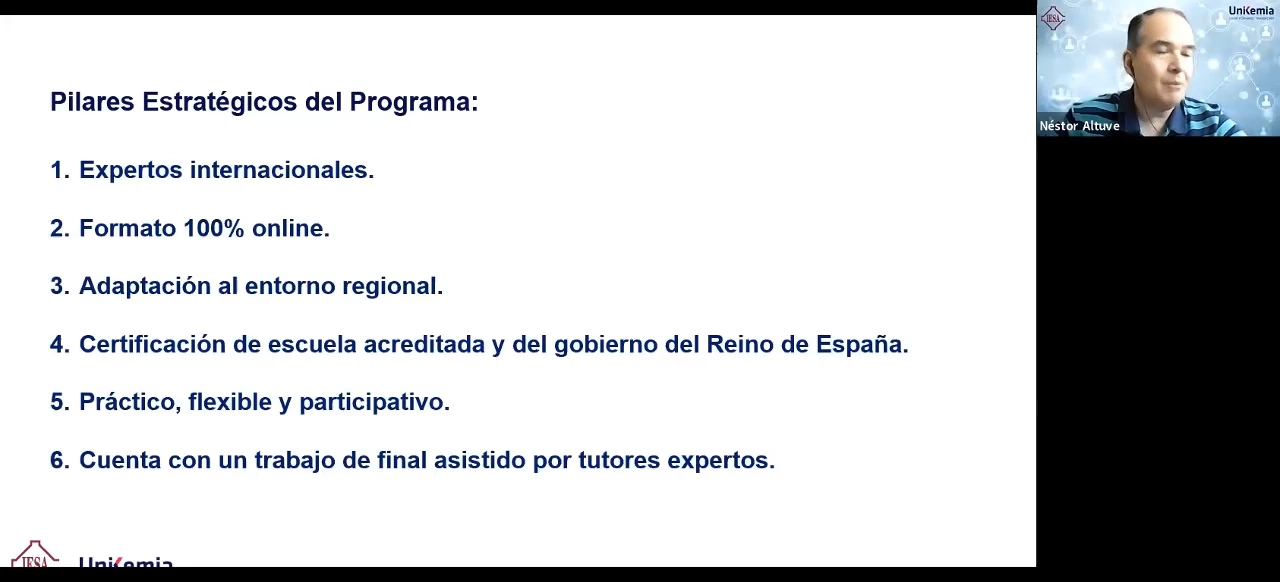 Pilares Estratégicos del Programa:
1. Expertos internacionales.
2. Formato 100% online.
3. Adaptación al entorno regional.
4. Certificación de escuela acreditada y del gobierno del Reino de España.
5. Práctico, flexible y participativo.
6. Cuenta con un trabajo de final asistido por tutores expertos.
IESA
UniKemia
IESA
UniKemia
Néstor Altuve